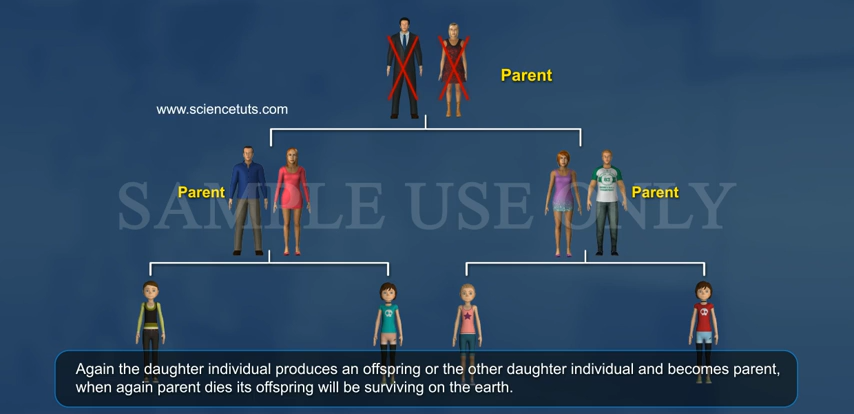 Parent
www.sciencetuts.com
Parent
Parent
SAMPLE USE ONLY
Again the daughter individual produces an offspring or the other daughter individual and becomes parent,
when again parent dies its offspring will be surviving on the earth.